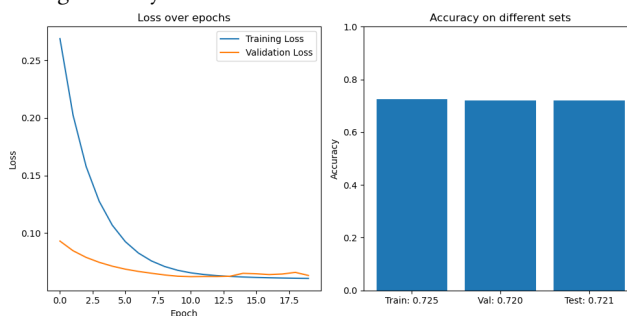 Loss over epochs
Training Loss
Validation Loss
0.25
0.20
0.15
0.10
Loss
0.0 2.5 5.0 7.5 10.0 12.5 15.0 17.5
Epoch
Accuracy on different sets
1.0
0.8
0.6
0.4
0.2
0.0
Accuracy
Train: 0.725 Val: 0.720 Test: 0.721